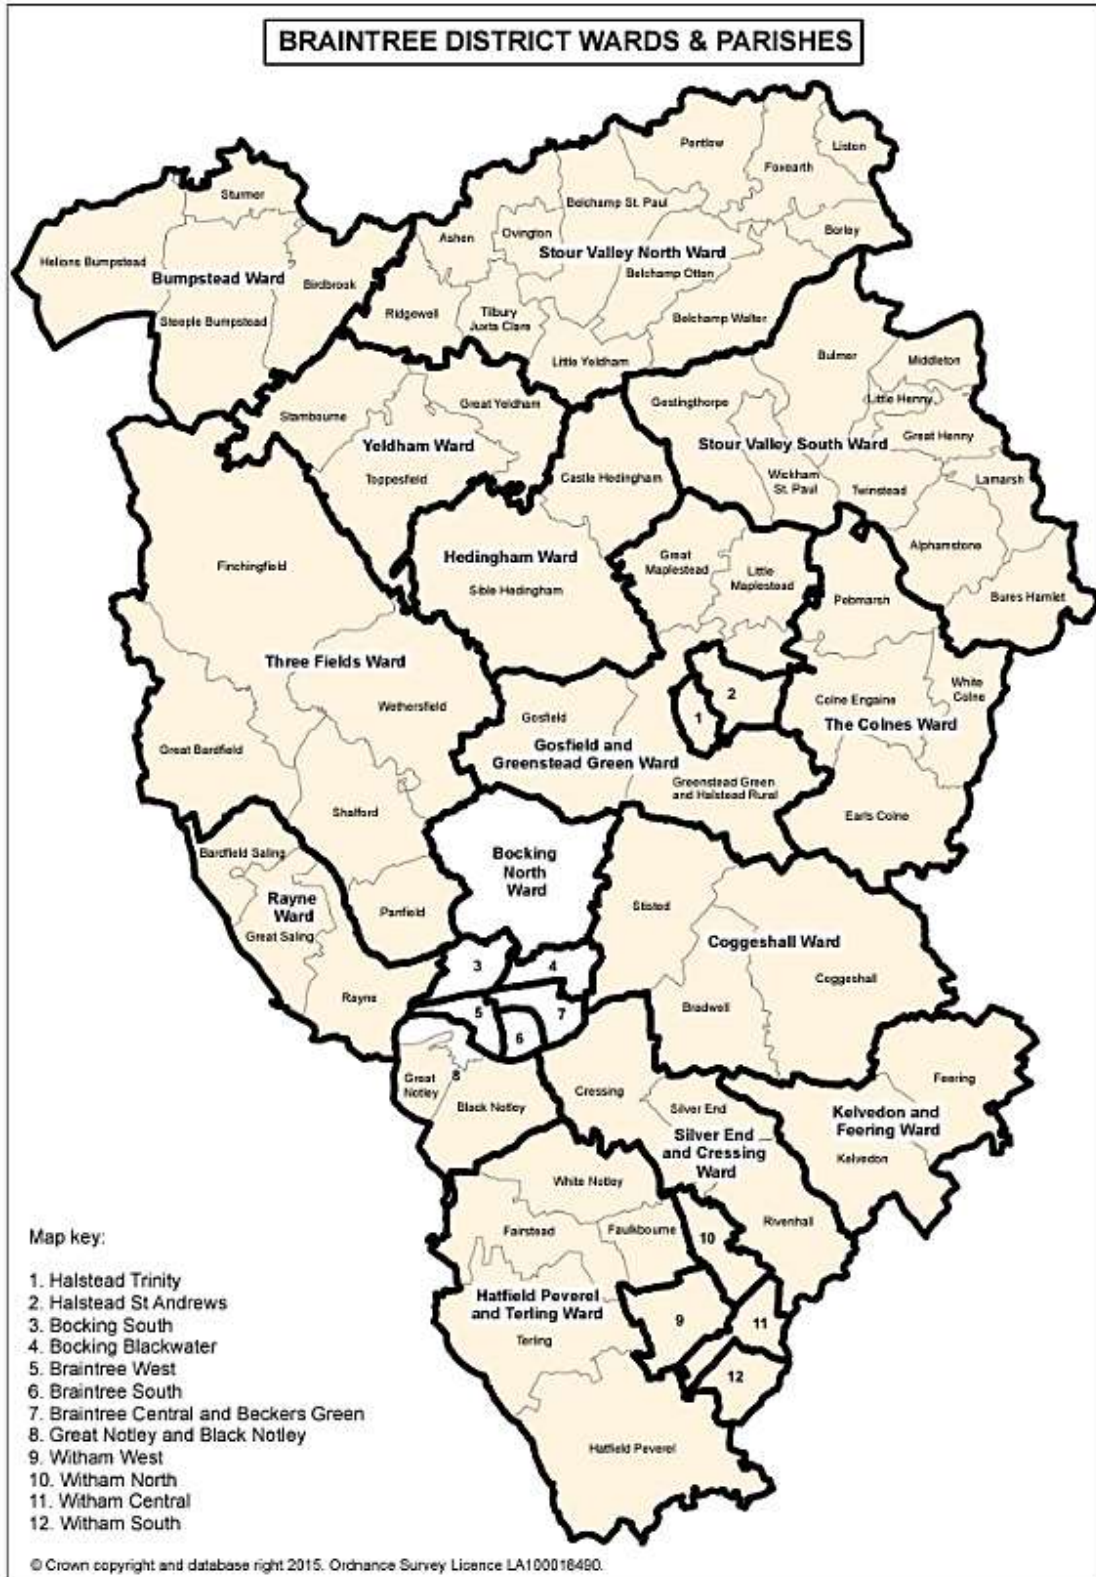 BRAINTREE DISTRICT WARDS & PARISHES
Pentlow
Liston
Foxearth
Sturmer
Belchamp St. Paul
Ovington
Ashen
Borley
Stour Valley North Ward
Helions Bumpstead
Belchamp Otten
Bumpstead Ward
Birdbrook
Ridgewell
Tilbury
Juxta Clare
Belchamp Walter
Steeple Bumpstead
Little Yeldham
Bulmer
Middleton
Great Yeldham
Gestingthorpe
Little Henny
Stambourne
Great Henny
Yeldham Ward
Stour Valley South Ward
Toppesfield
Castle Hedingham
Wickham
St. Paul
Twinstead
Lamarsh
Alphamstone
Hedingham Ward
Great
Maplestead
Little
Maplestead
Finchingfield
Sible Hedingham
Pebmarsh
Bures Hamlet
Three Fields Ward
White
Colne
2
Colne Engaine
Wethersfield
1
Gosfield
The Colnes Ward
Great Bardfield
Gosfield and
Greenstead Green Ward
Greenstead Green
and Halstead Rural
Shalford
Earls Colne
Bardfield Saling
Bocking
North
Ward
Rayne
Ward
Panfield
Stisted
Great Saling
Coggeshall Ward
3
4
Coggeshall
Rayne
Bradwell
5
7
6
8
Great
Notley
Cressing
Feering
Black Notley
Silver End
Kelvedon and
Feering Ward
Silver End
and Cressing
Ward
Kelvedon
White Notley
Rivenhall
Fairstead
Faulkbourne
10
Hatfield Peverel
and Terling Ward
9
11
Terling
12
Hatfield Peverel
Map key:
1. Halstead Trinity
2. Halstead St Andrews
3. Bocking South
4. Bocking Blackwater
5. Braintree West
6. Braintree South
7. Braintree Central and Beckers Green
8. Great Notley and Black Notley
9. Witham West
10. Witham North
11. Witham Central
12. Witham South
© Crown copyright and database right 2015. Ordnance Survey Licence LA100018490.